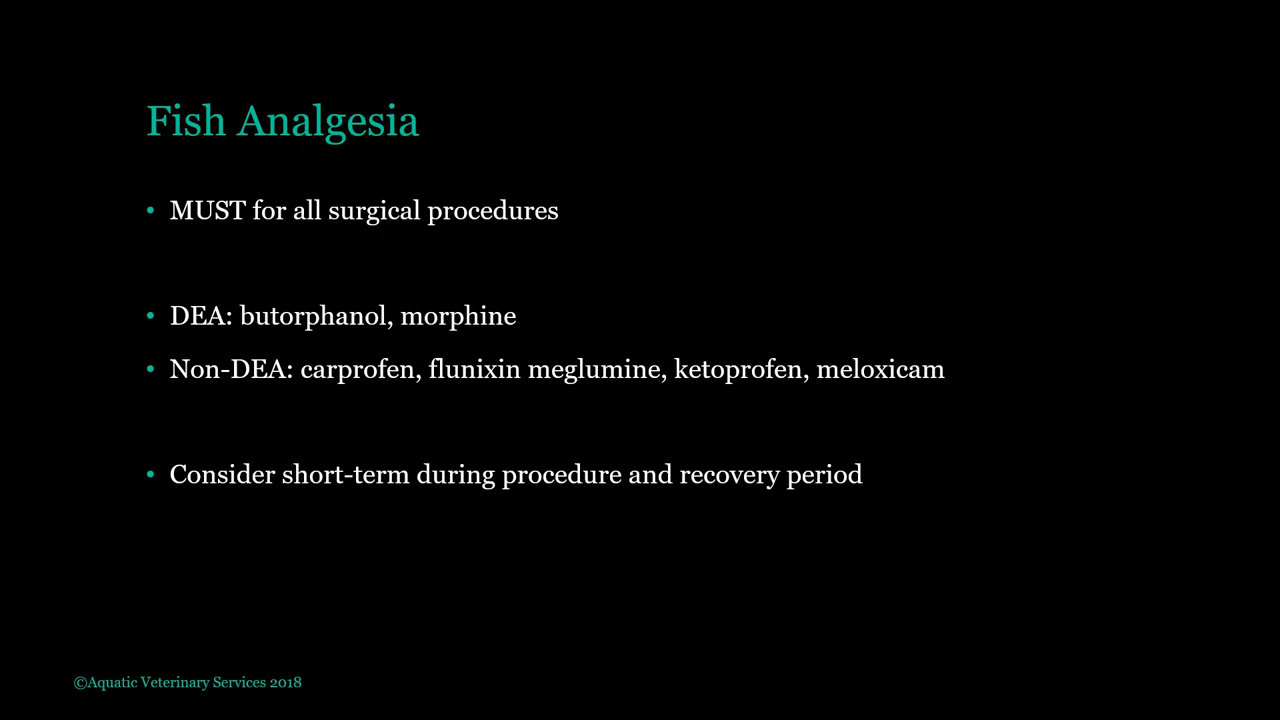 Fish Analgesia
• MUST for all surgical procedures
• DEA: butorphanol, morphine
• Non-DEA: carprofen, flunixin meglumine, ketoprofen, meloxicam
• Consider short-term during procedure and recovery period
©Aquatic Veterinary Services 2018